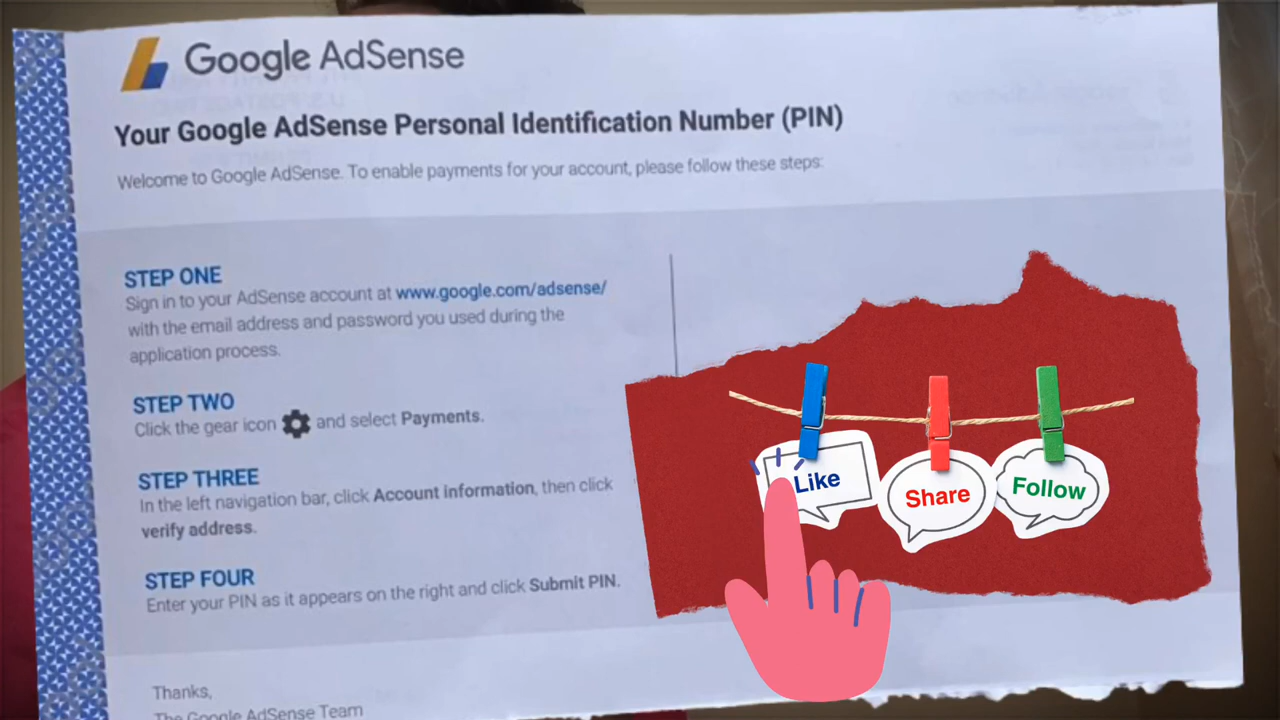 Google AdSense
Your Google AdSense Personal Identification Number (PIN)
Welcome to Google AdSense. To enable payments for your account, please follow these steps:
STEP ONE
Sign in to your AdSense account at www.google.com/adsense/
with the email address and password you used during the
application process.
STEP TWO
Click the gear icon and select Payments.
STEP THREE
In the left navigation bar, click Account information, then click
verify address.
STEP FOUR
Enter your PIN as it appears on the right and click Submit PIN.
Thanks,
The Google AdSense Team
Like
Share
Follow